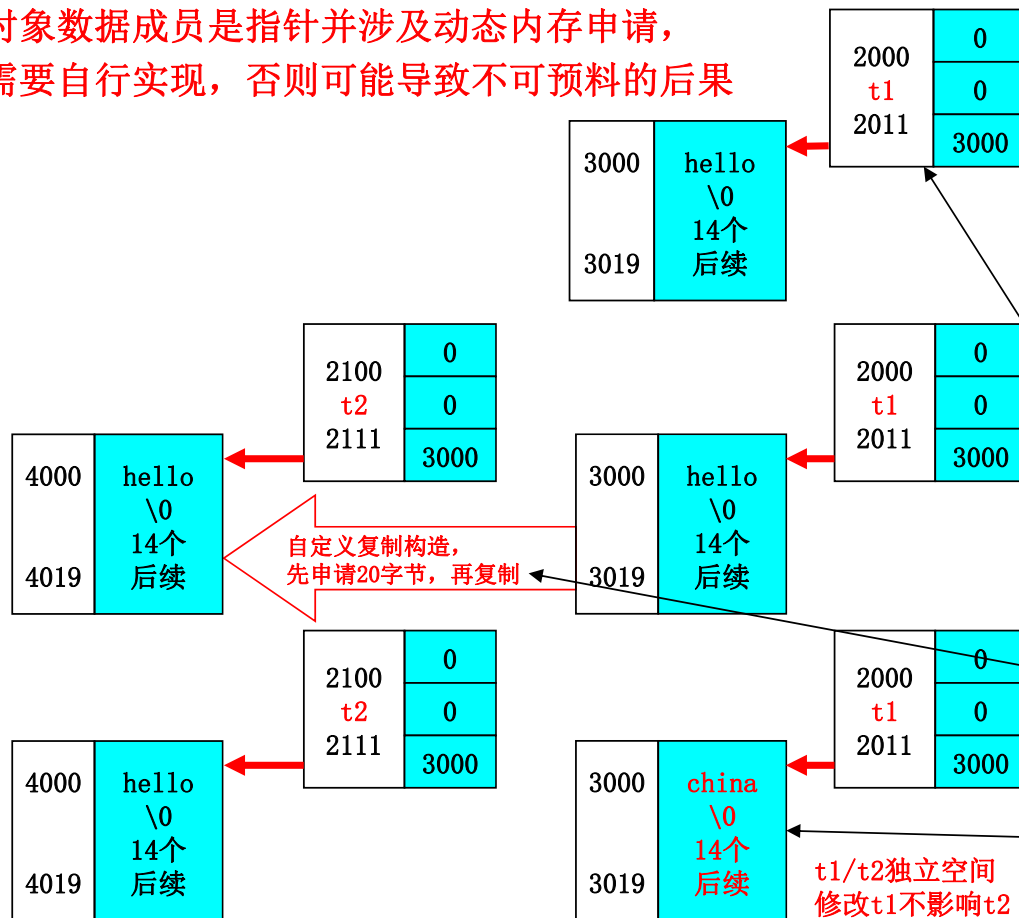 对象数据成员是指针并涉及动态内存申请，
需要自行实现，否则可能导致不可预料的后果
2000
t1
2011
0
0
3000
3000
3019
hello
\0
14个
后续
2100
t2
2111
0
0
3000
2000
t1
2011
0
0
3000
4000
4019
hello
\0
14个
后续
自定义复制构造，
先申请20字节，再复制
3000
3019
hello
\0
14个
后续
2100
t2
2111
0
0
3000
2000
t1
2011
0
0
3000
4000
4019
hello
\0
14个
后续
3000
3019
china
\0
14个
后续
t1/t2独立空间
修改t1不影响t2